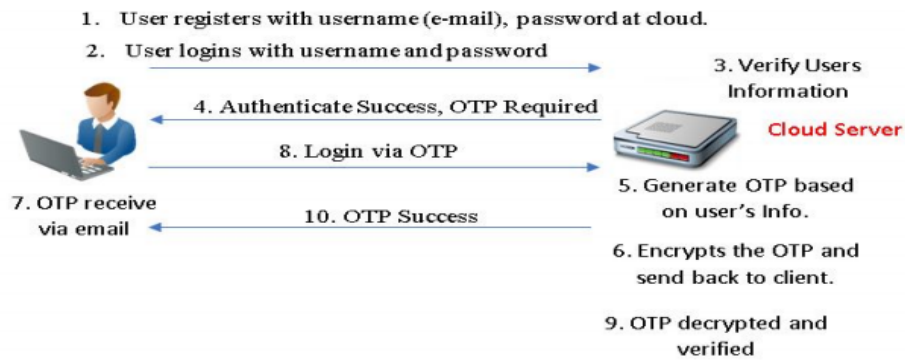 1. User registers with username (e-mail), password at cloud.
2. User logins with username and password
3. Verify Users
Information
4. Authenticate Success, OTP Required
Cloud Server
8. Login via OTP
5. Generate OTP based
on user's Info.
7. OTP receive
via email
10. OTP Success
6. Encrypts the OTP and
send back to client.
9. OTP decrypted and
verified